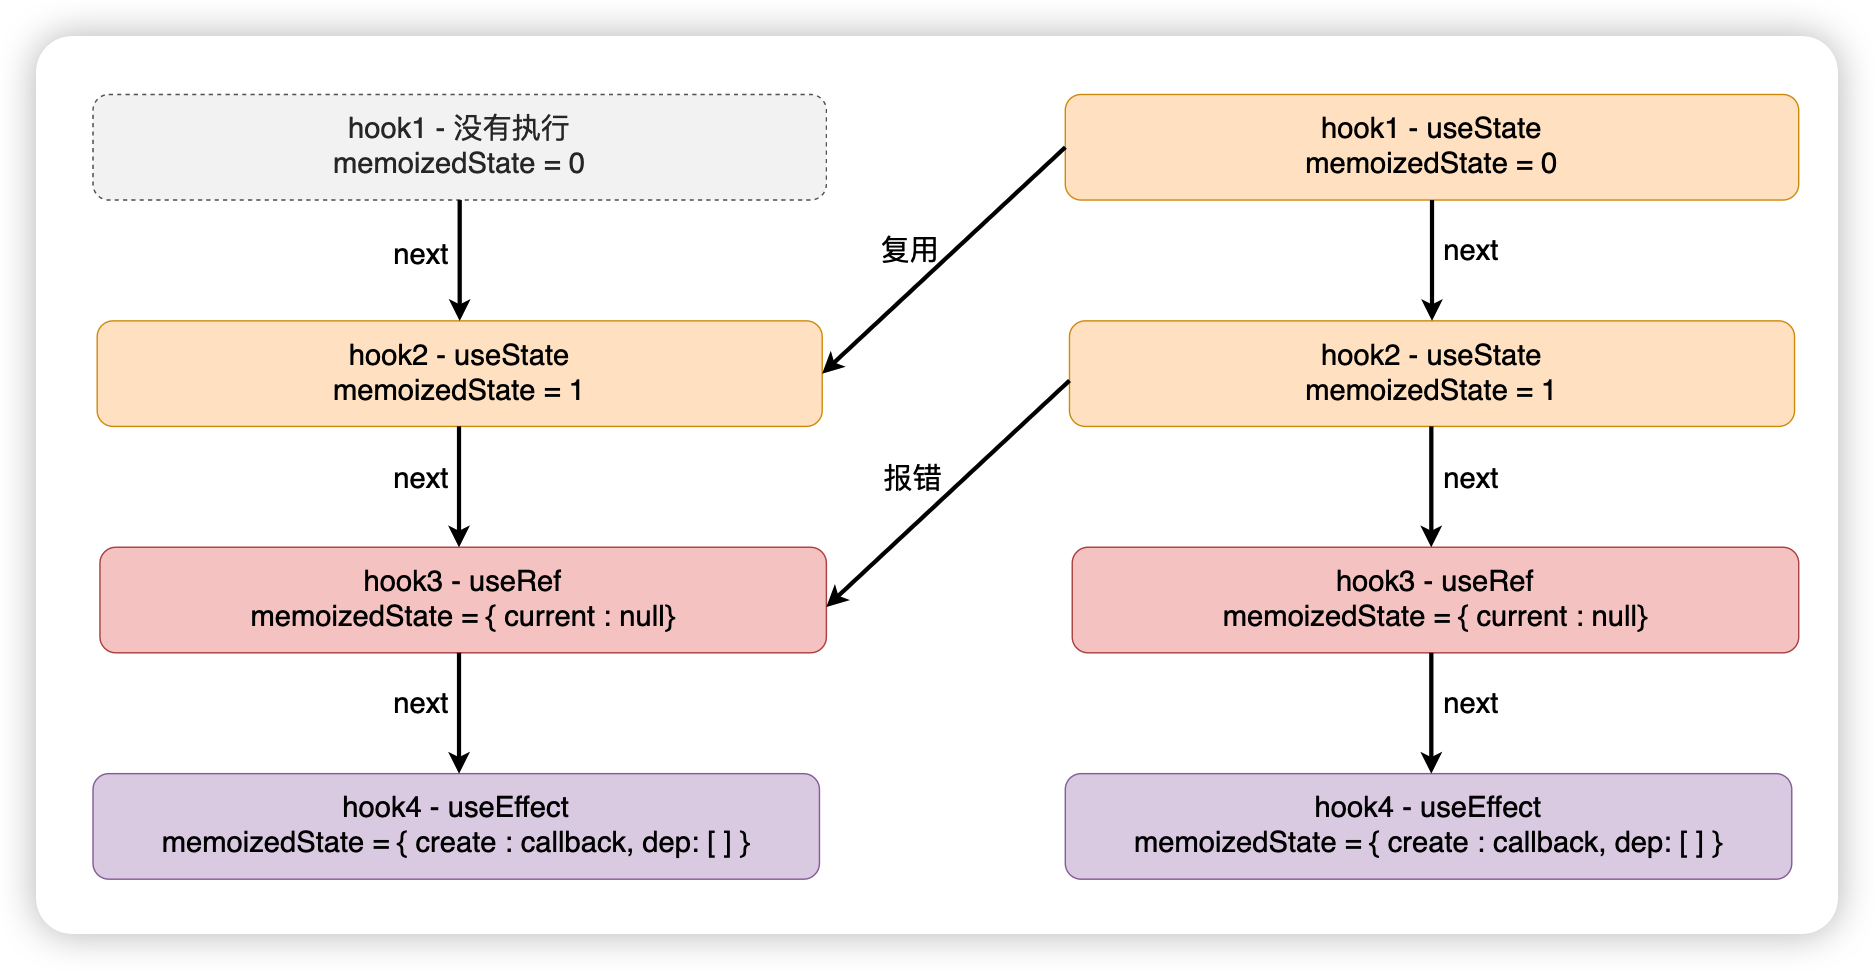 hook1 - 没有执行
memoizedState = 0
next
hook2 - useState
memoizedState = 1
next
hook3 - useRef
memoizedState = { current : null}
next
hook4 - useEffect
memoizedState = { create : callback, dep: [ ] }
复用
报错
hook1 - useState
memoizedState = 0
next
hook2 - useState
memoizedState = 1
next
hook3 - useRef
memoizedState = { current : null}
next
hook4 - useEffect
memoizedState = { create : callback, dep: [ ] }